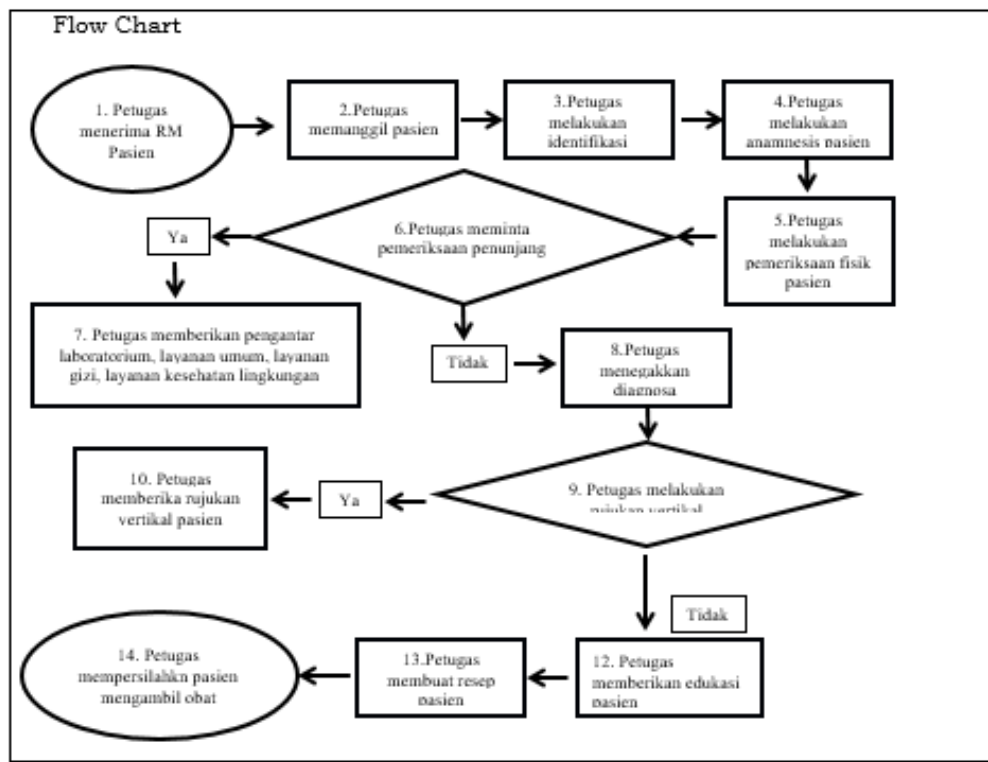 Flow Chart
1. Petugas
menerima RM
Pasien
2.Petugas
memanggil pasien
3.Petugas
melakukan
identifikasi
4.Petugas
melakukan
anamnesis pasien
5.Petugas
melakukan
pemeriksaan fisik
pasien
6.Petugas meminta
pemeriksaan penunjang
Ya
7. Petugas memberikan pengantar
laboratorium, layanan umum, layanan
gizi, layanan kesehatan lingkungan
Tidak
8.Petugas
menegakkan
diagnosa
9. Petugas melakukan
rujukan vertikal
Ya
10. Petugas
memberika rujukan
vertikal pasien
Tidak
12. Petugas
memberikan edukasi
pasien
13.Petugas
membuat resep
pasien
14. Petugas
mempersilahkn pasien
mengambil obat